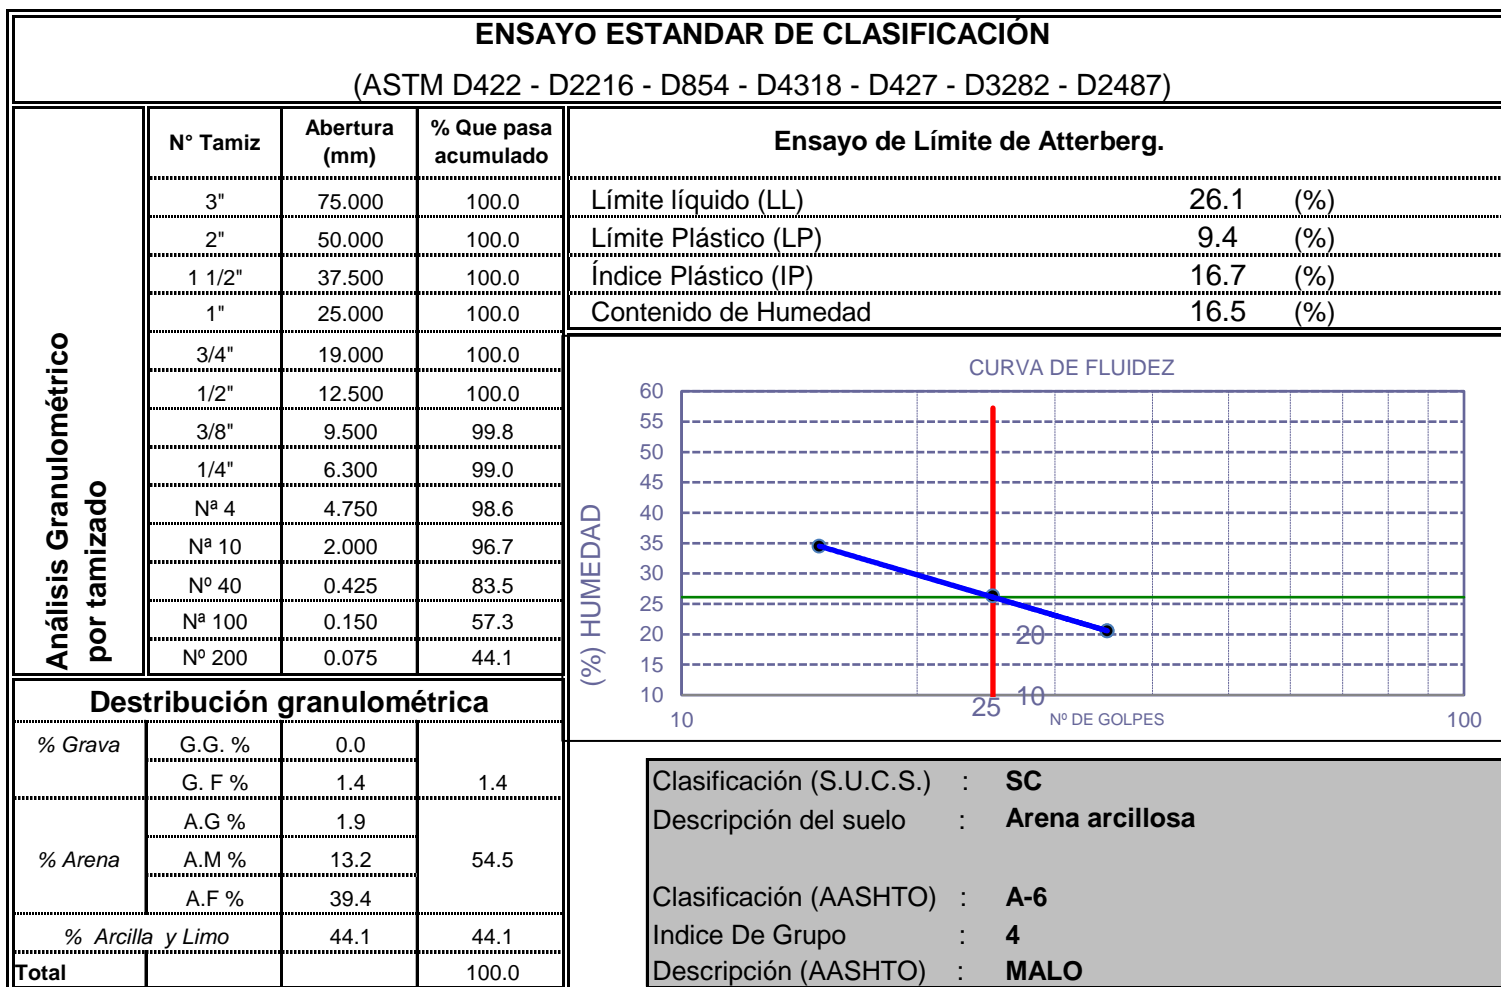 ENSAYO ESTANDAR DE CLASIFICACIÓN
(ASTM D422 - D2216 - D854 - D4318 - D427 - D3282 - D2487)
Análisis Granulométrico
por tamizado
N° Tamiz Abertura (mm) % Que pasa acumulado
3" 75.000 100.0
2" 50.000 100.0
1 1/2" 37.500 100.0
1" 25.000 100.0
3/4" 19.000 100.0
1/2" 12.500 100.0
3/8" 9.500 99.8
1/4" 6.300 99.0
Nª 4 4.750 98.6
Nª 10 2.000 96.7
Nº 40 0.425 83.5
Nª 100 0.150 57.3
Nº 200 0.075 44.1
Ensayo de Límite de Atterberg.
Límite líquido (LL) 26.1 (%)
Límite Plástico (LP) 9.4 (%)
Índice Plástico (IP) 16.7 (%)
Contenido de Humedad 16.5 (%)
CURVA DE FLUIDEZ
(%) HUMEDAD
60
55
50
45
40
35
30
25
20
15
10
20
10
10 25 Nº DE GOLPES 100
Destribución granulométrica
% Grava G.G. % 0.0
G. F % 1.4 1.4
A.G % 1.9
% Arena A.M % 13.2 54.5
A.F % 39.4
% Arcilla y Limo 44.1 44.1
Total 100.0
Clasificación (S.U.C.S.) : SC
Descripción del suelo : Arena arcillosa
Clasificación (AASHTO) : A-6
Indice De Grupo : 4
Descripción (AASHTO) : MALO